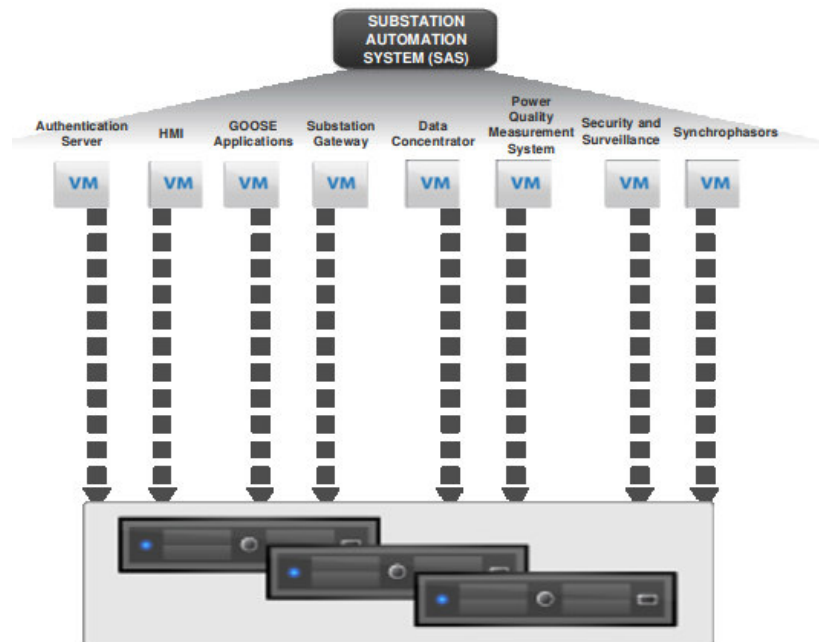 SUBSTATION
AUTOMATION
SYSTEM (SAS)
Authentication
Server
HMI
GOOSE
Applications
Substation
Gateway
Data
Concentrator
Power
Quality
Measurement
System
Security and
Surveillance
Synchrophasors
VM
VM
VM
VM
VM
VM
VM
VM